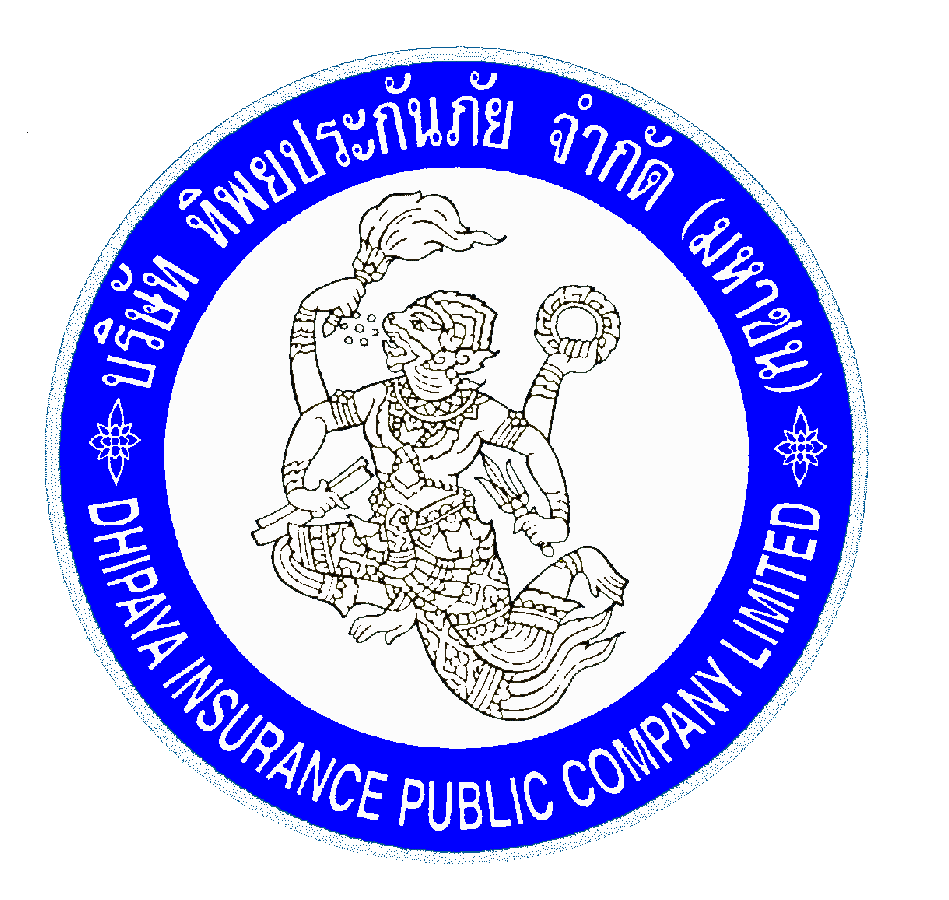 บริษัท ทิพยประกันภัย จำกัด (มหาชน)
DHIPAYA INSURANCE PUBLIC COMPANY LIMITED